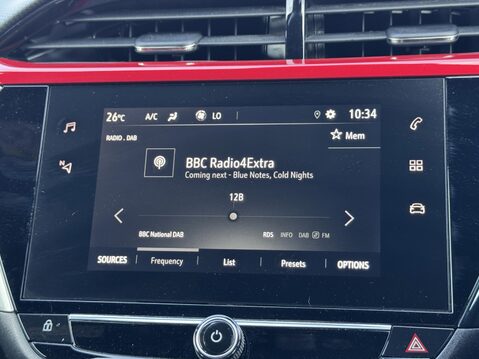 26°C A/C LO 10:34
RADIO . DAB Mem
BBC Radio4Extra
Coming next - Blue Notes, Cold Nights
12B
BBC National DAB RDS INFO DAB FM
SOURCES Frequency List Presets OPTIONS
N